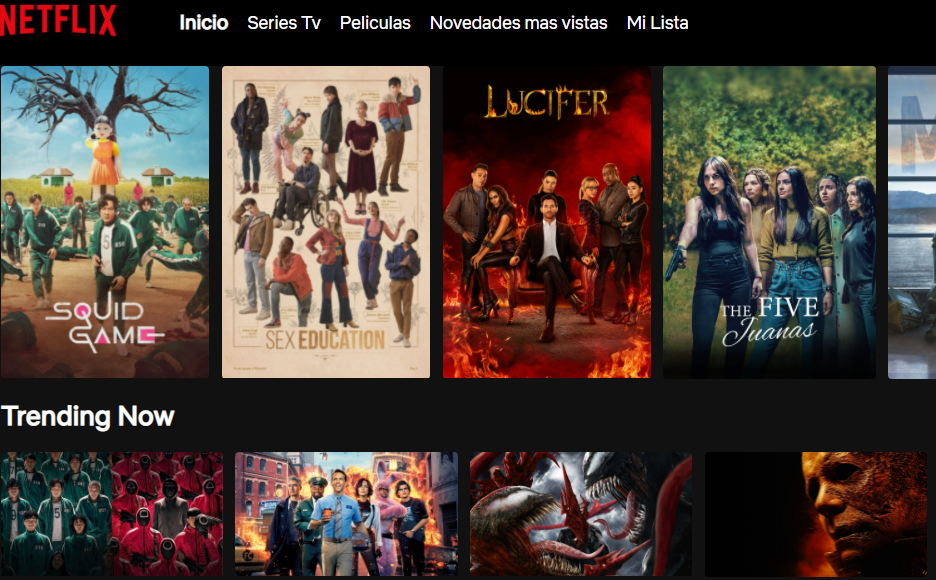 NETFLIX
Inicio Series Tv Peliculas Novedades mas vistas Mi Lista
SQUID
GAME
SEX EDUCATION
LUCIFER
THE FIVE
Juanas
Trending Now